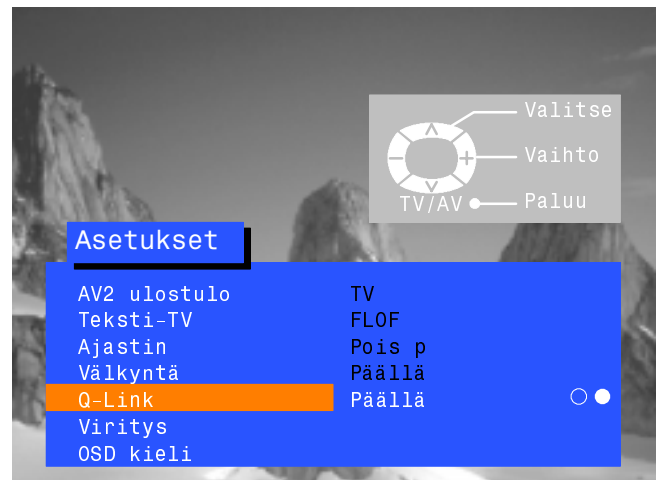 Valitse
Vaihto
TV/AV Paluu
Asetukset
AV2 ulostulo TV
Teksti-TV FLOF
Ajastin Pois p
Välkyntä Päällä
Q-Link Päällä
Viritys
OSD kieli